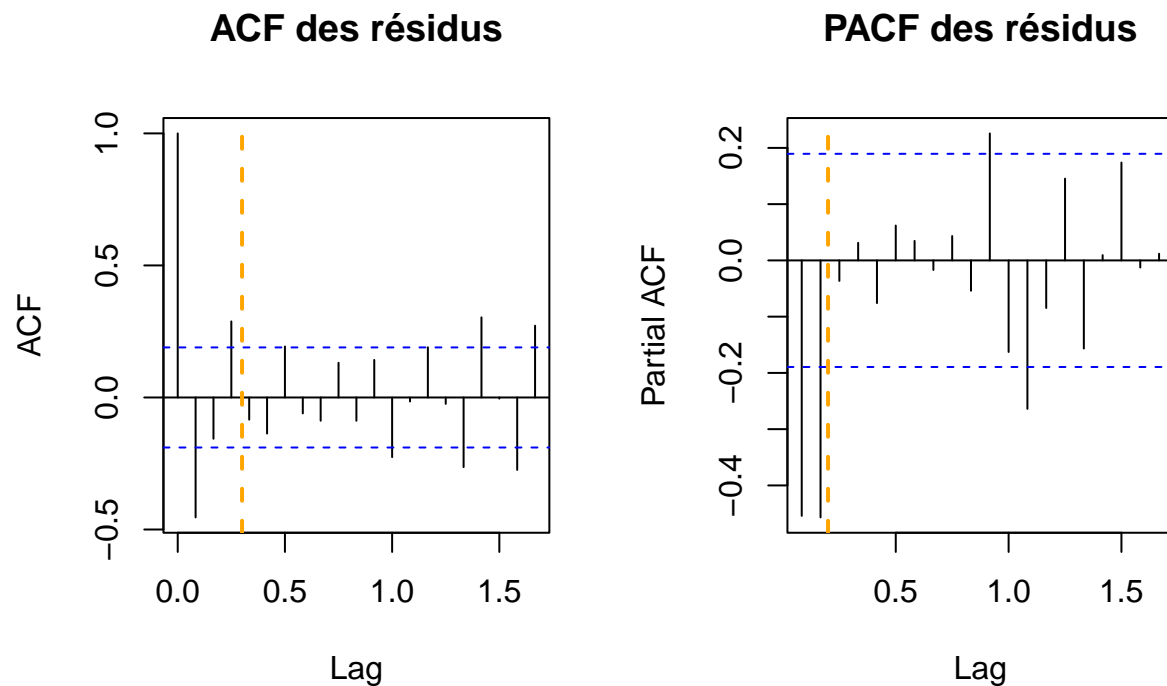 ACF des résidus
ACF
1.0
0.5
0.0
−0.5
0.0 0.5 1.0 1.5
Lag
PACF des résidus
Partial ACF
0.2
0.0
−0.2
−0.4
0.5 1.0 1.5
Lag